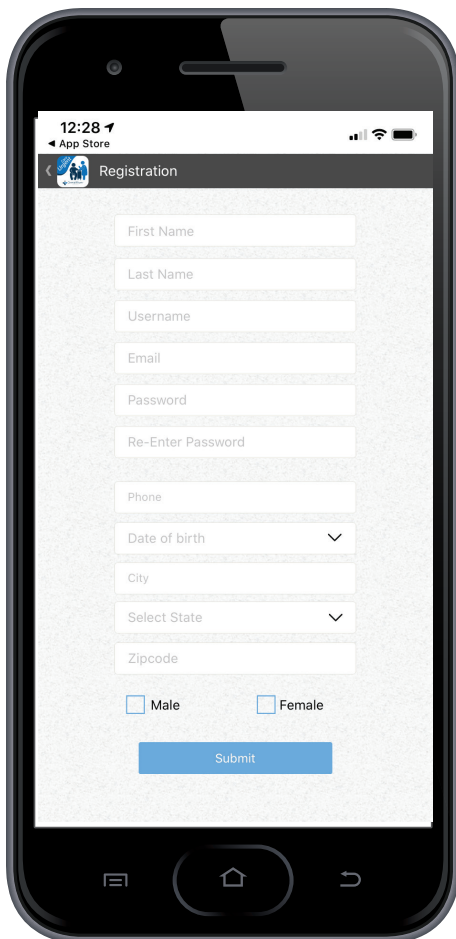 12:28
App Store
Registration
First Name
Last Name
Username
Email
Password
Re-Enter Password
Phone
Date of birth
City
Select State
Zipcode
Male
Female
Submit